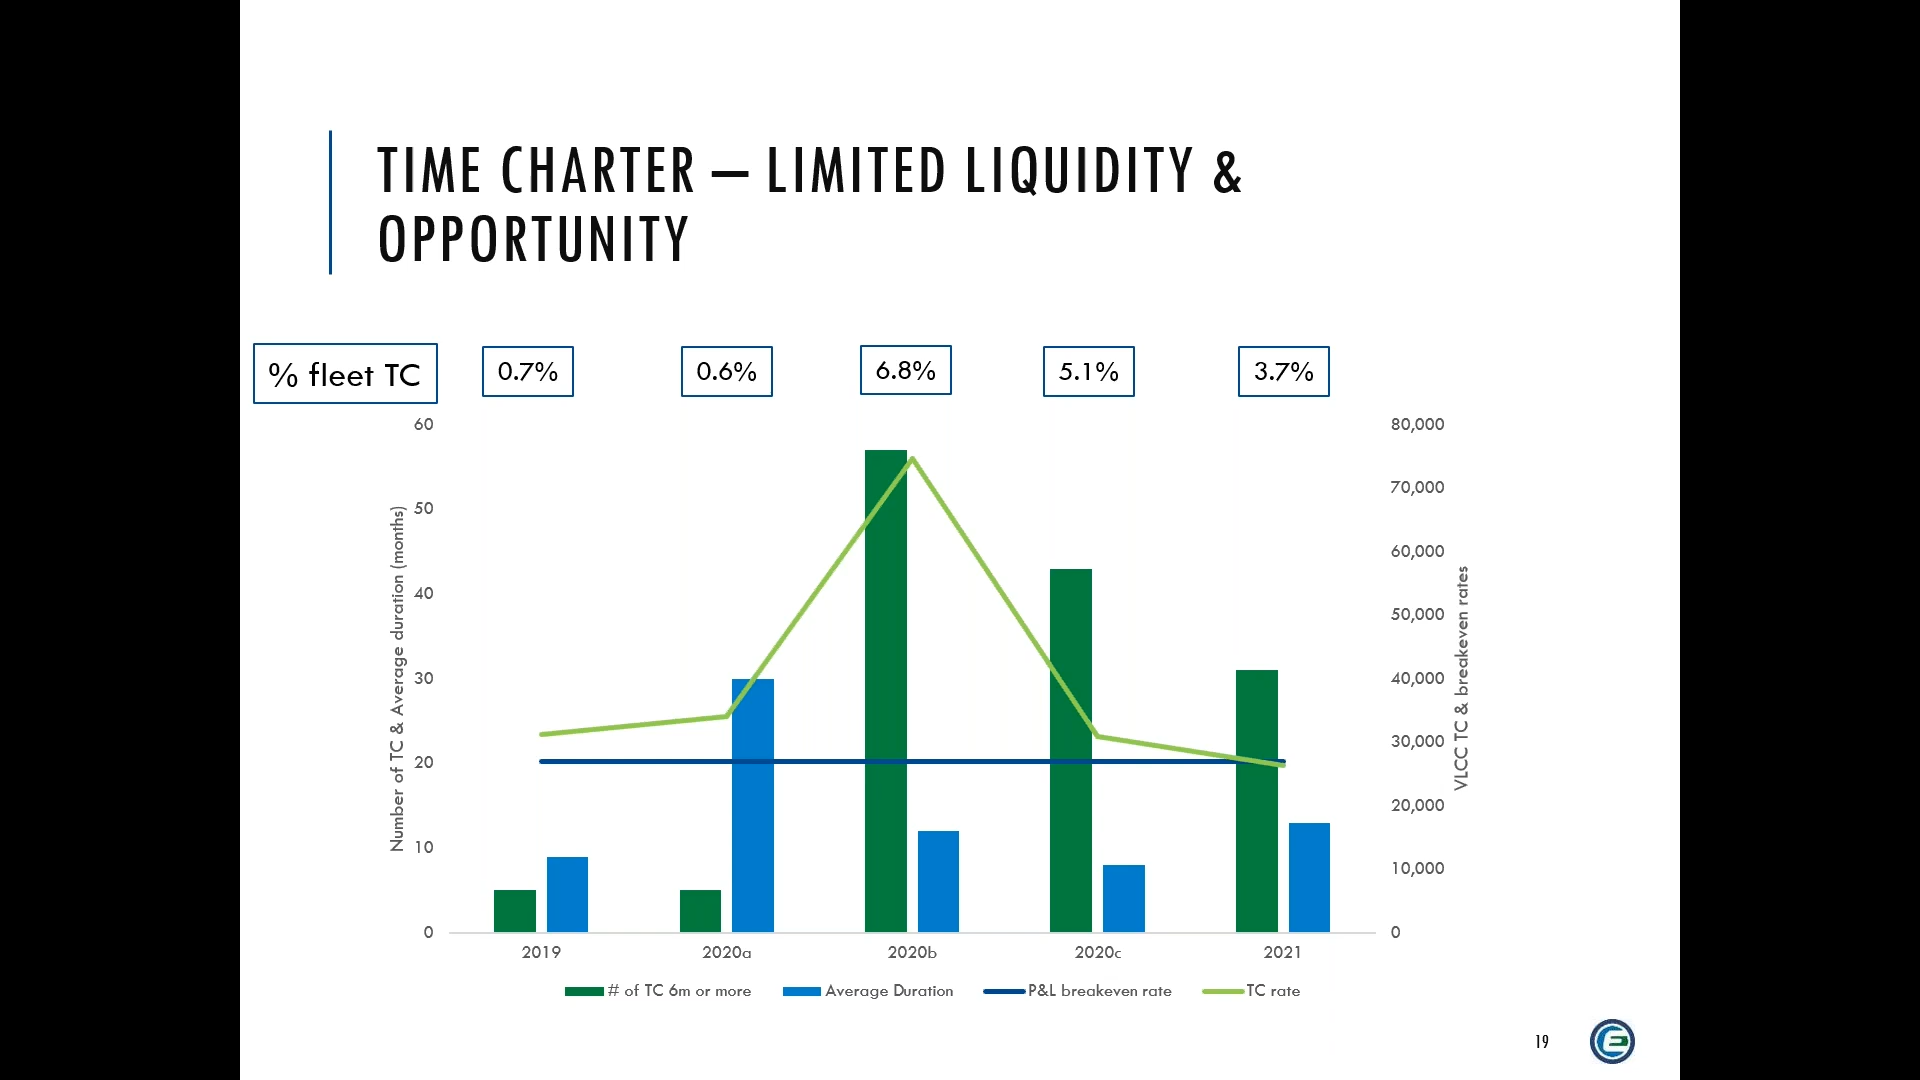 TIME CHARTER – LIMITED LIQUIDITY &
OPPORTUNITY
% fleet TC
0.7%
0.6%
6.8%
5.1%
3.7%
Number of TC & Average duration (months)
60
50
40
30
20
10
0
80,000
70,000
60,000
50,000
40,000
30,000
20,000
10,000
0
VLCC TC & breakeven rates
2019
2020a
2020b
2020c
2021
# of TC 6m or more
Average Duration
P&L breakeven rate
TC rate
19